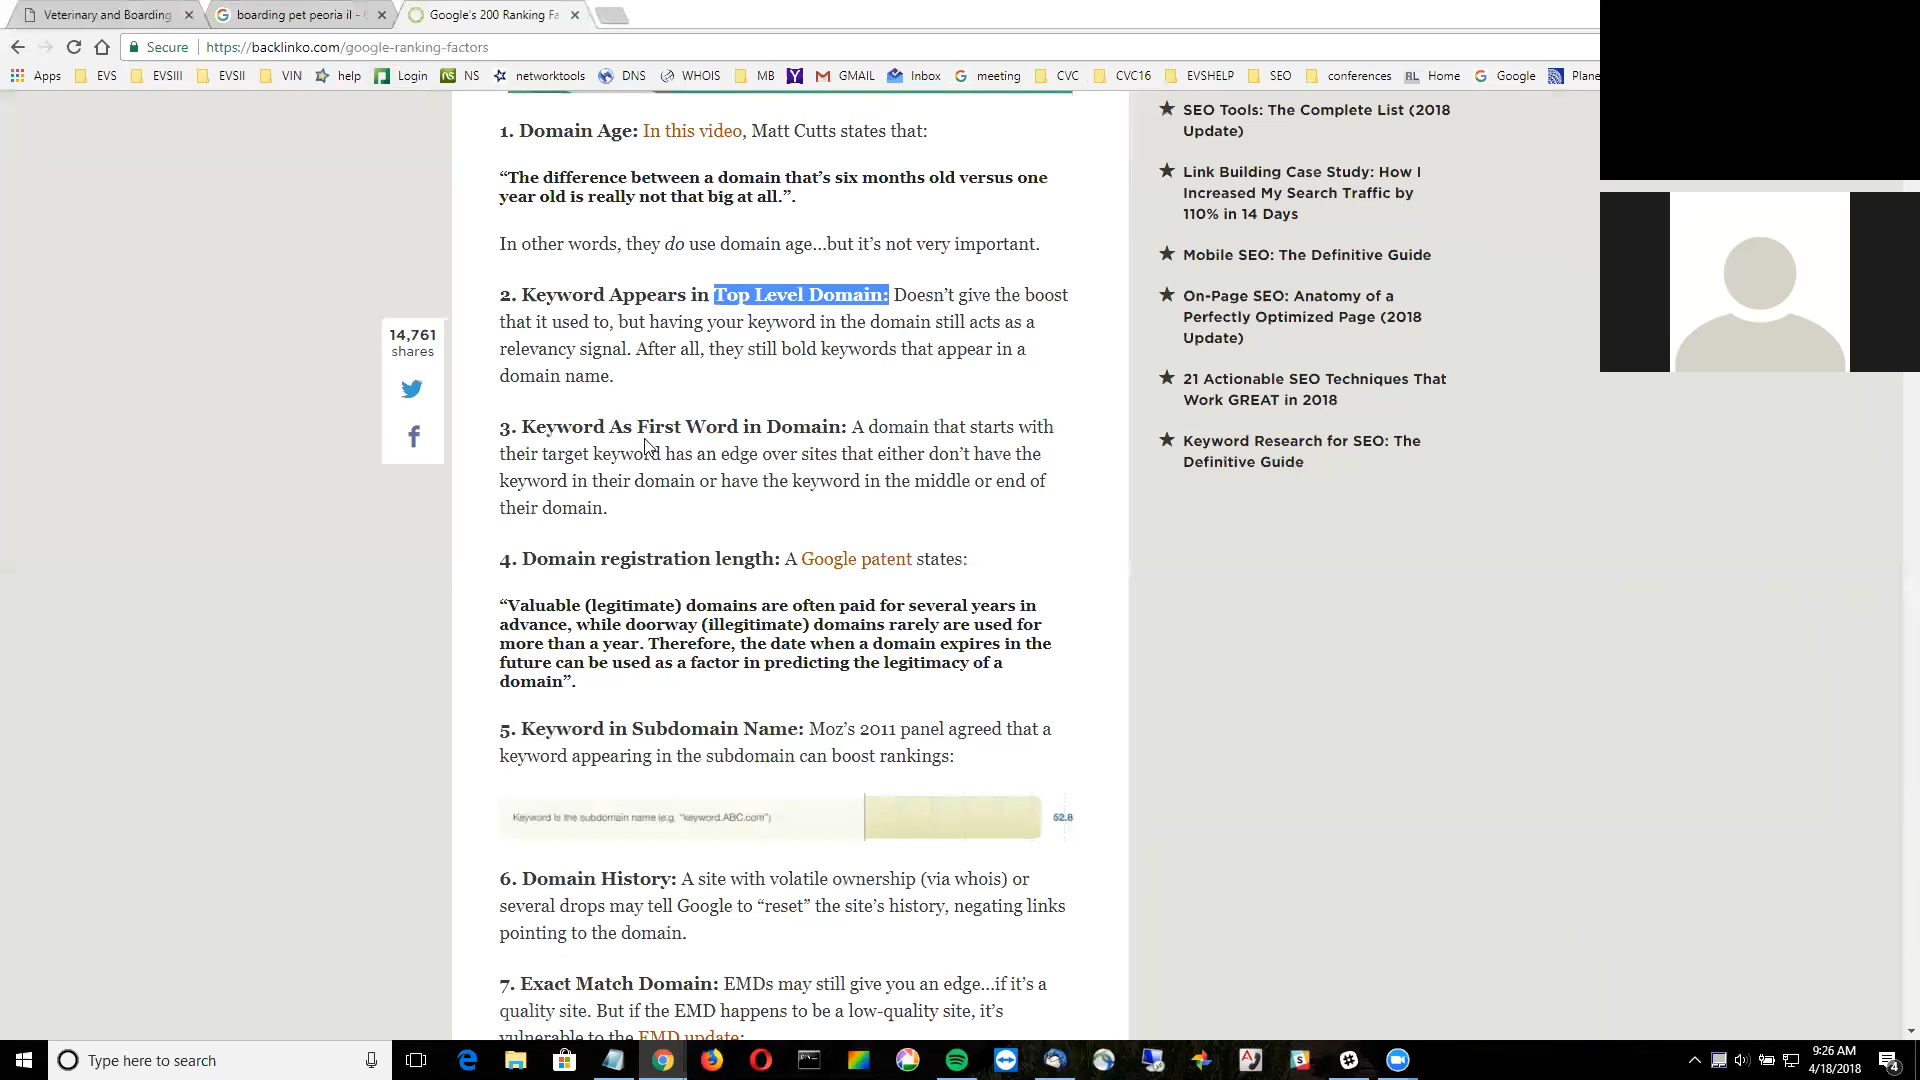 Veterinary and Boarding
boarding pet peoria il -
Google's 200 Ranking Fa
Secure
https://backlinko.com/google-ranking-factors
Apps EVS EVSIII EVSII VIN help Login NS networktools DNS WHOIS MB GMAIL Inbox meeting CVC CVC16 EVSHELP SEO conferences Home Google Plane
1. Domain Age: In this video, Matt Cutts states that:
“The difference between a domain that’s six months old versus one
year old is really not that big at all.”.
In other words, they do use domain age…but it’s not very important.
2. Keyword Appears in Top Level Domain: Doesn’t give the boost
that it used to, but having your keyword in the domain still acts as a
relevancy signal. After all, they still bold keywords that appear in a
domain name.
3. Keyword As First Word in Domain: A domain that starts with
their target keyword has an edge over sites that either don’t have the
keyword in their domain or have the keyword in the middle or end of
their domain.
4. Domain registration length: A Google patent states:
“Valuable (legitimate) domains are often paid for several years in
advance, while doorway (illegitimate) domains rarely are used for
more than a year. Therefore, the date when a domain expires in the
future can be used as a factor in predicting the legitimacy of a
domain”.
5. Keyword in Subdomain Name: Moz’s 2011 panel agreed that a
keyword appearing in the subdomain can boost rankings:
Keyword is the subdomain name (e.g. "keyword.ABC.com")
52.8
6. Domain History: A site with volatile ownership (via whois) or
several drops may tell Google to “reset” the site’s history, negating links
pointing to the domain.
7. Exact Match Domain: EMDs may still give you an edge…if it’s a
quality site. But if the EMD happens to be a low-quality site, it’s
vulnerable to the EMD update:
14,761
shares
SEO Tools: The Complete List (2018
Update)
Link Building Case Study: How I
Increased My Search Traffic by
110% in 14 Days
Mobile SEO: The Definitive Guide
On-Page SEO: Anatomy of a
Perfectly Optimized Page (2018
Update)
21 Actionable SEO Techniques That
Work GREAT in 2018
Keyword Research for SEO: The
Definitive Guide
Type here to search
9:26 AM
4/18/2018
4